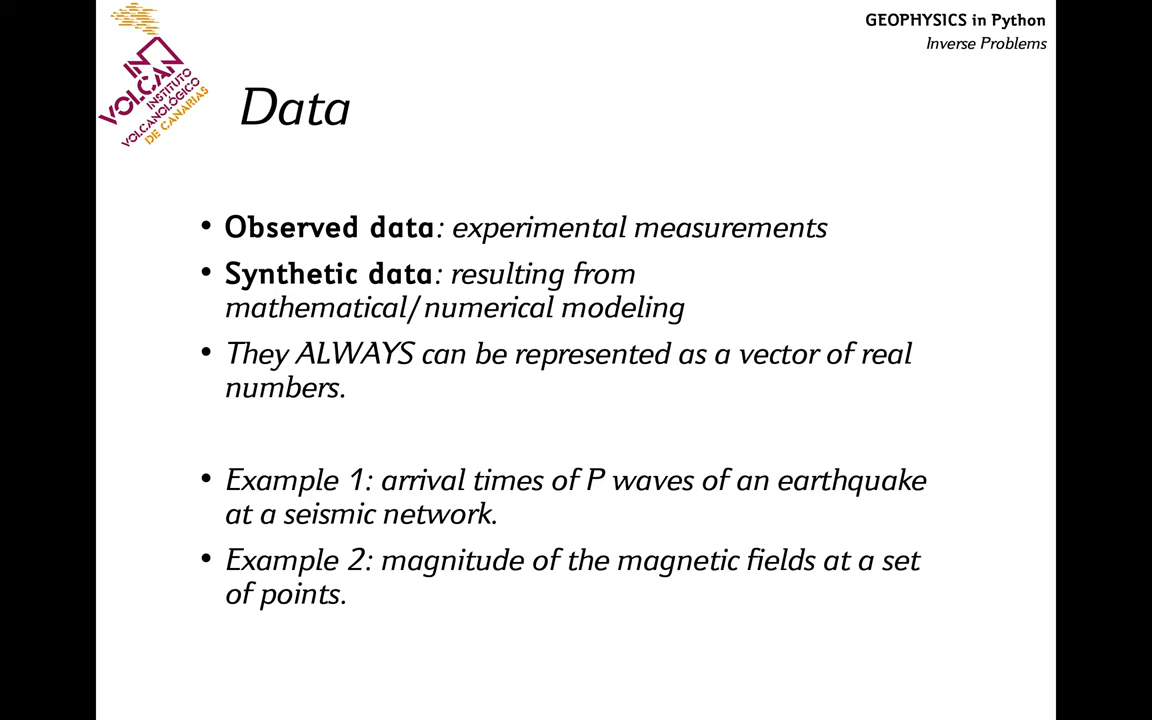 GEOPHYSICS in Python
Inverse Problems
IN
VOLCAN
INSTITUTO
VOLCANOLÓGICO
DE CANARIAS
Data
• Observed data: experimental measurements
• Synthetic data: resulting from
mathematical/numerical modeling
• They ALWAYS can be represented as a vector of real
numbers.
• Example 1: arrival times of P waves of an earthquake
at a seismic network.
• Example 2: magnitude of the magnetic fields at a set
of points.